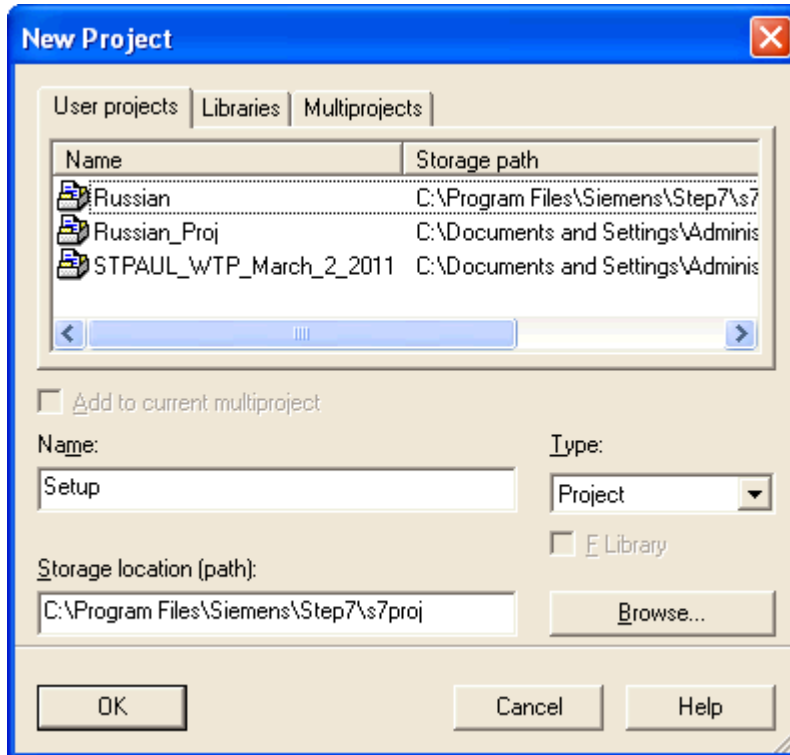 New Project
User projects Libraries Multiprojects
Name Storage path
Russian C:\Program Files\Siemens\Step7\s7
Russian_Proj C:\Documents and Settings\Adminis
STPAUL_WTP_March_2_2011 C:\Documents and Settings\Adminis
Add to current multiproject
Name: Type:
Setup Project
F Library
Storage location (path):
C:\Program Files\Siemens\Step7\s7proj Browse...
OK Cancel Help